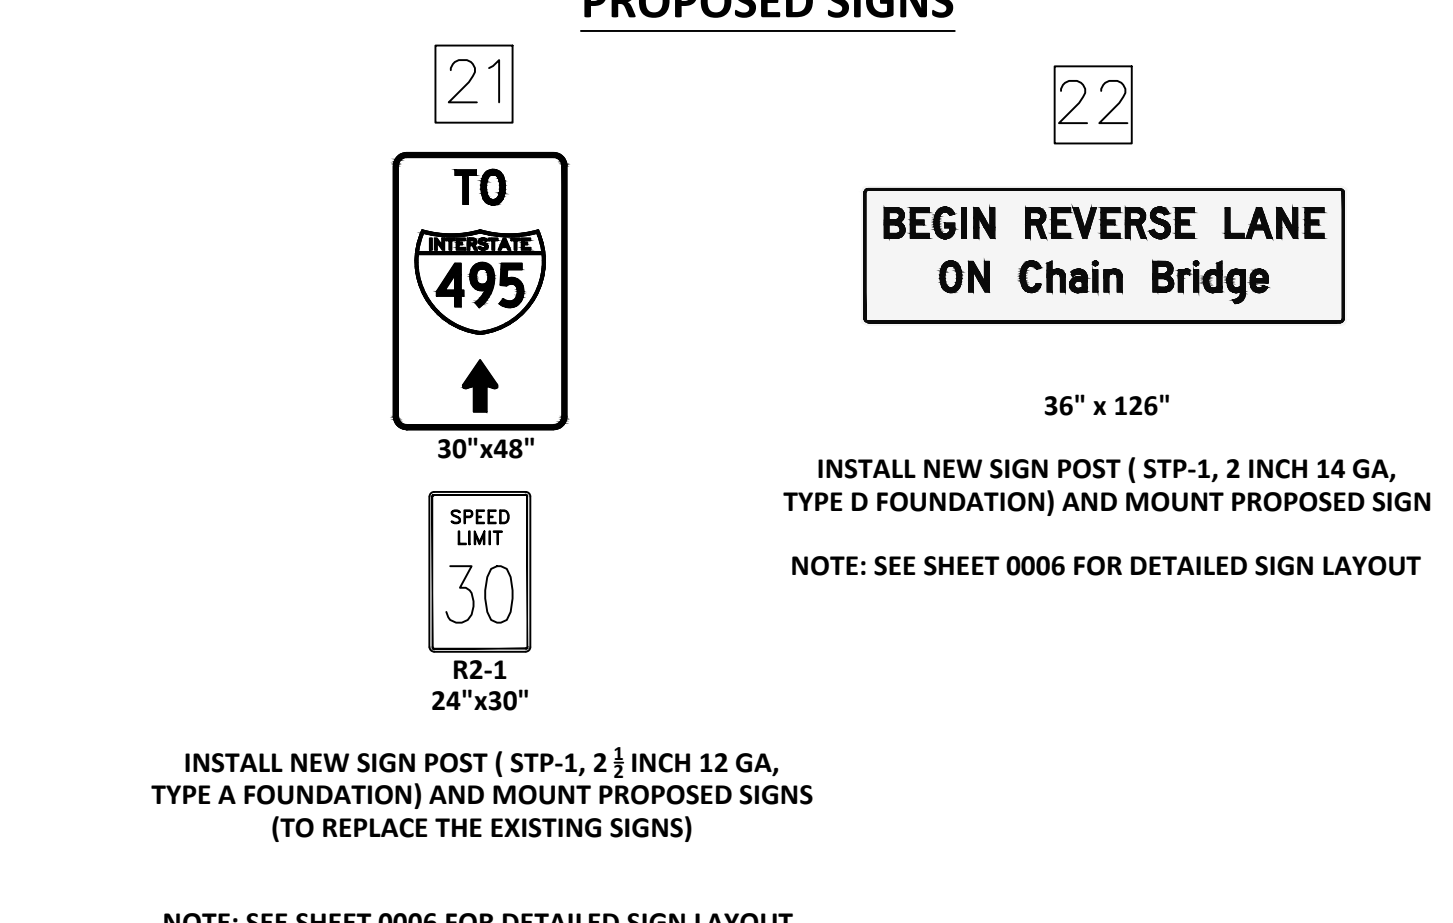 PROPOSED SIGNS
21
TO
INTERSTATE
495
30"x48"
SPEED
LIMIT
30
R2-1
24"x30"
INSTALL NEW SIGN POST ( STP-1, 2 1/2 INCH 12 GA,
TYPE A FOUNDATION) AND MOUNT PROPOSED SIGNS
(TO REPLACE THE EXISTING SIGNS)
NOTE: SEE SHEET 0006 FOR DETAILED SIGN LAYOUT
22
BEGIN REVERSE LANE
ON Chain Bridge
36" x 126"
INSTALL NEW SIGN POST ( STP-1, 2 INCH 14 GA,
TYPE D FOUNDATION) AND MOUNT PROPOSED SIGN
NOTE: SEE SHEET 0006 FOR DETAILED SIGN LAYOUT